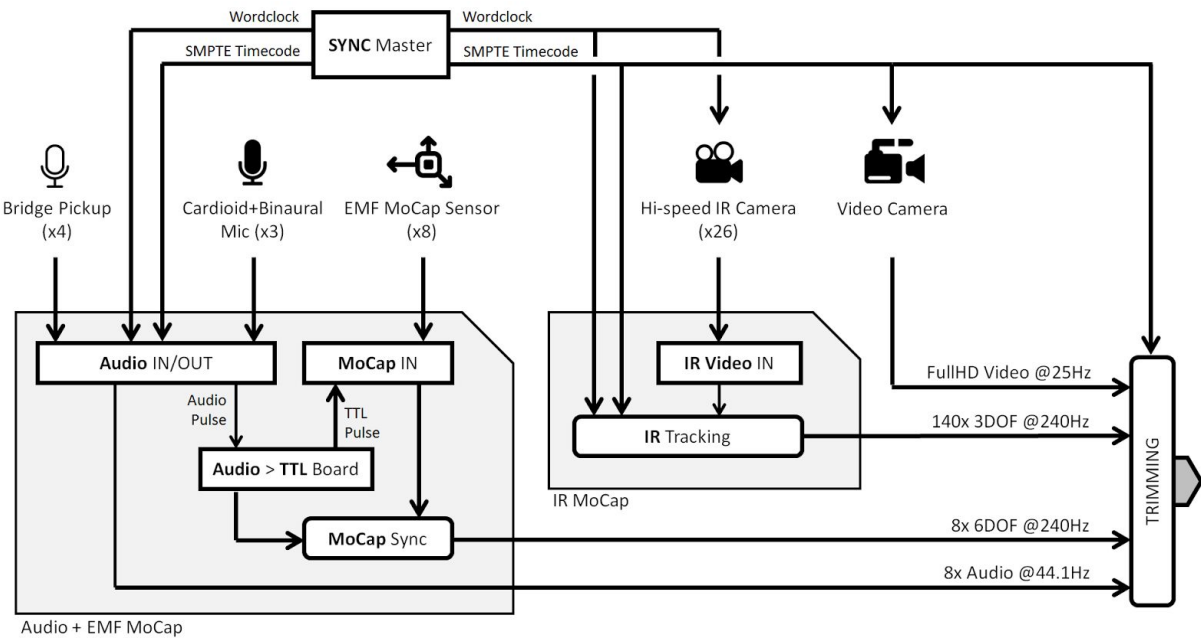 Wordclock
SYNC Master
Wordclock
SMPTE Timecode
SMPTE Timecode
Bridge Pickup
(x4)
Cardioid+Binaural
Mic (x3)
EMF MoCap Sensor
(x8)
Hi-speed IR Camera
(x26)
Video Camera
Audio IN/OUT
MoCap IN
IR Video IN
FullHD Video @25Hz
Audio
Pulse
TTL
Pulse
140x 3DOF @240Hz
IR Tracking
Audio > TTL Board
IR MoCap
TRIMMING
MoCap Sync
8x 6DOF @240Hz
8x Audio @44.1Hz
Audio + EMF MoCap